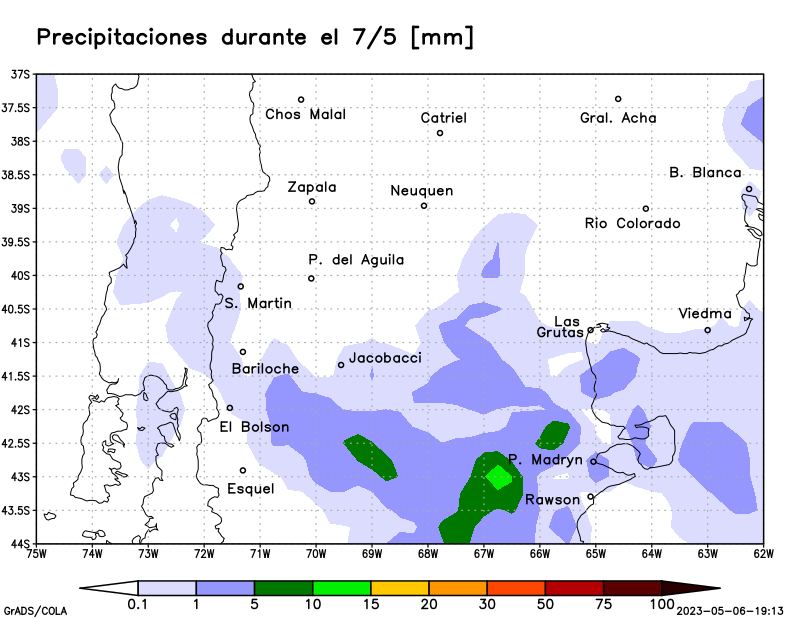 Precipitaciones durante el 7/5 [mm]
37S
37.5S
38S
38.5S
39S
39.5S
40S
40.5S
41S
41.5S
42S
42.5S
43S
43.5S
44S
Chos Malal
Catriel
Gral. Acha
B. Blanca
Zapala
Neuquen
Rio Colorado
P. del Aguila
S. Martin
Las
Grutas
Viedma
Bariloche
Jacobacci
El Bolson
Esquel
P. Madryn
Rawson
75W 74W 73W 72W 71W 70W 69W 68W 67W 66W 65W 64W 63W 62W
0.1 1 5 10 15 20 30 50 75 100
GrADS/COLA
2023-05-06-19:13